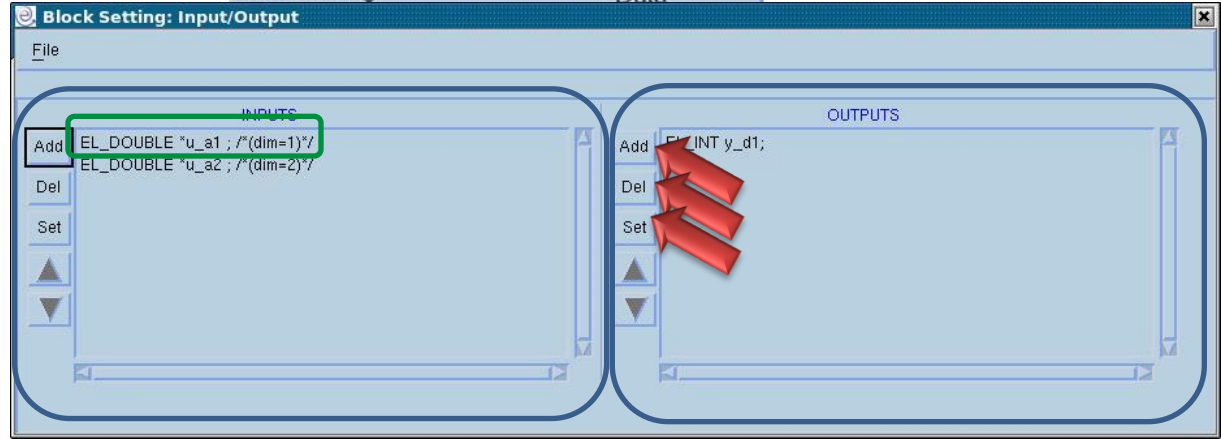 Block Setting: Input/Output
File
INPUTS
Add
EL_DOUBLE *u_a1 ; /*(dim=1)*/
EL_DOUBLE *u_a2 ; /*(dim=2)*/
Del
Set
OUTPUTS
Add
EL_INT y_d1;
Del
Set